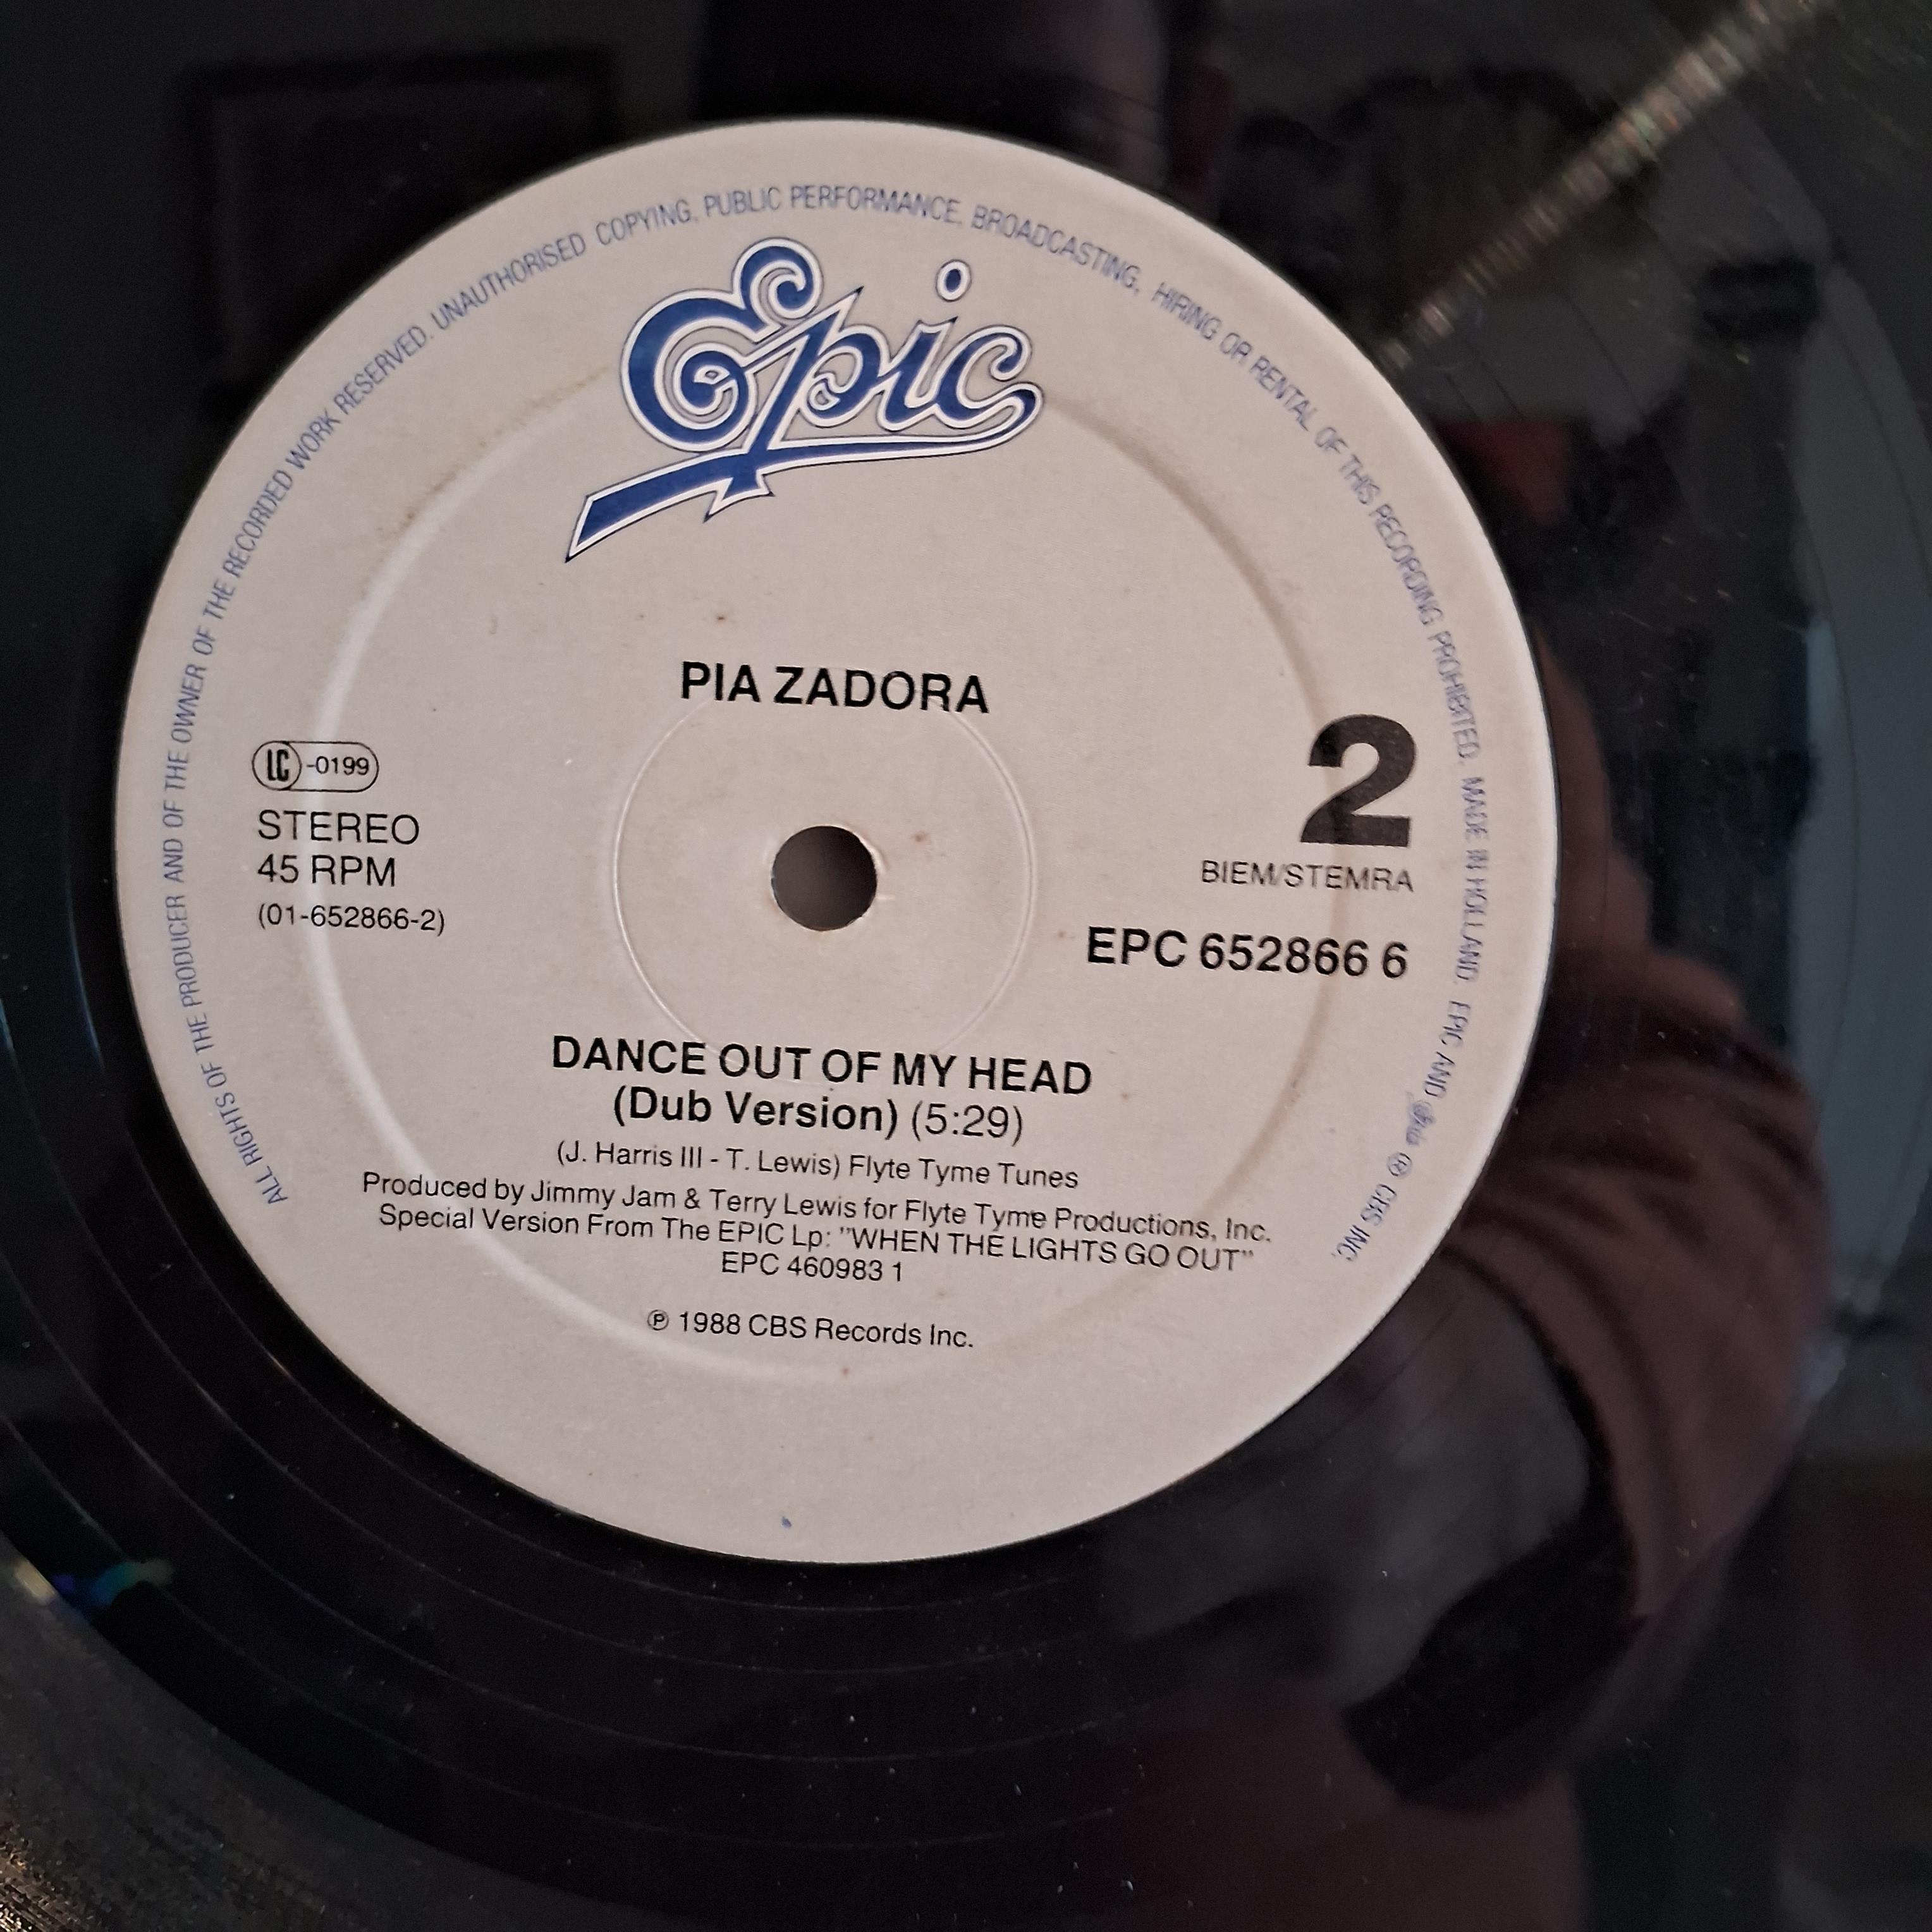 ALL RIGHTS OF THE PRODUCER AND OF THE OWNER OF THE RECORDED WORK RESERVED. UNAUTHORISED COPYING, PUBLIC PERFORMANCE, BROADCASTING, HIRING OR RENTAL OF THIS RECORDING PROHIBITED. MADE IN HOLLAND. EPIC AND Epic ® CBS INC.
Epic
PIA ZADORA
LC -0199
STEREO
45 RPM
(01-652866-2)
2
BIEM/STEMRA
EPC 652866 6
DANCE OUT OF MY HEAD
(Dub Version) (5:29)
(J. Harris III - T. Lewis) Flyte Tyme Tunes
Produced by Jimmy Jam & Terry Lewis for Flyte Tyme Productions, Inc.
Special Version From The EPIC Lp: "WHEN THE LIGHTS GO OUT"
EPC 460983 1
℗ 1988 CBS Records Inc.